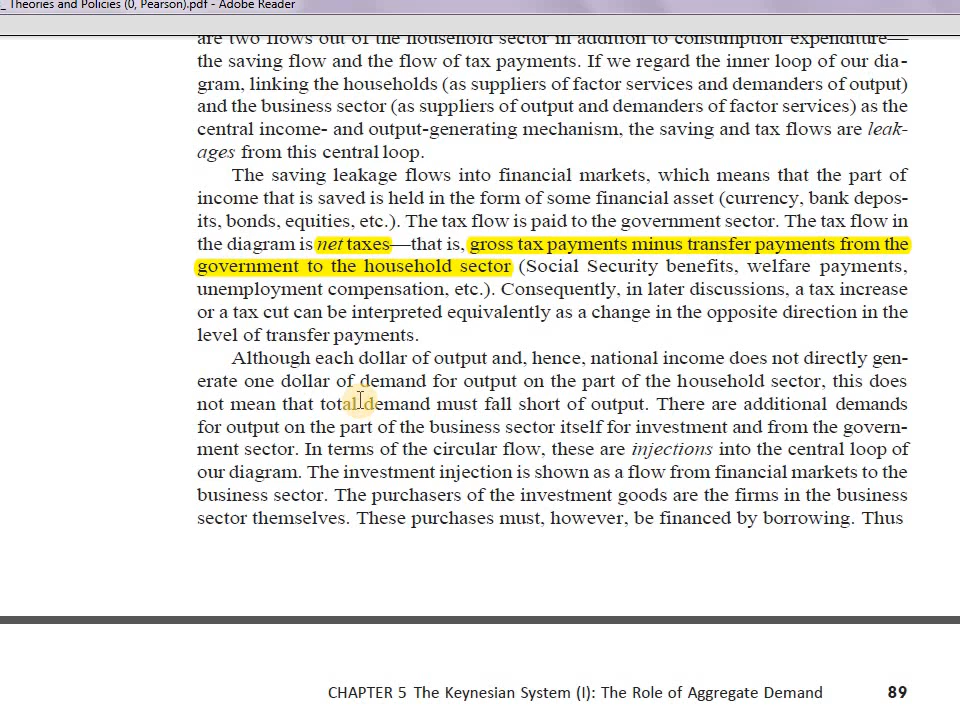 _ Theories and Policies (0, Pearson).pdf - Adobe Reader
are two flows out of the household sector in addition to consumption expenditure—
the saving flow and the flow of tax payments. If we regard the inner loop of our dia-
gram, linking the households (as suppliers of factor services and demanders of output)
and the business sector (as suppliers of output and demanders of factor services) as the
central income- and output-generating mechanism, the saving and tax flows are leak-
ages from this central loop.
The saving leakage flows into financial markets, which means that the part of
income that is saved is held in the form of some financial asset (currency, bank depos-
its, bonds, equities, etc.). The tax flow is paid to the government sector. The tax flow in
the diagram is net taxes—that is, gross tax payments minus transfer payments from the
government to the household sector (Social Security benefits, welfare payments,
unemployment compensation, etc.). Consequently, in later discussions, a tax increase
or a tax cut can be interpreted equivalently as a change in the opposite direction in the
level of transfer payments.
Although each dollar of output and, hence, national income does not directly gen-
erate one dollar of demand for output on the part of the household sector, this does
not mean that total demand must fall short of output. There are additional demands
for output on the part of the business sector itself for investment and from the govern-
ment sector. In terms of the circular flow, these are injections into the central loop of
our diagram. The investment injection is shown as a flow from financial markets to the
business sector. The purchasers of the investment goods are the firms in the business
sector themselves. These purchases must, however, be financed by borrowing. Thus
CHAPTER 5 The Keynesian System (I): The Role of Aggregate Demand 89